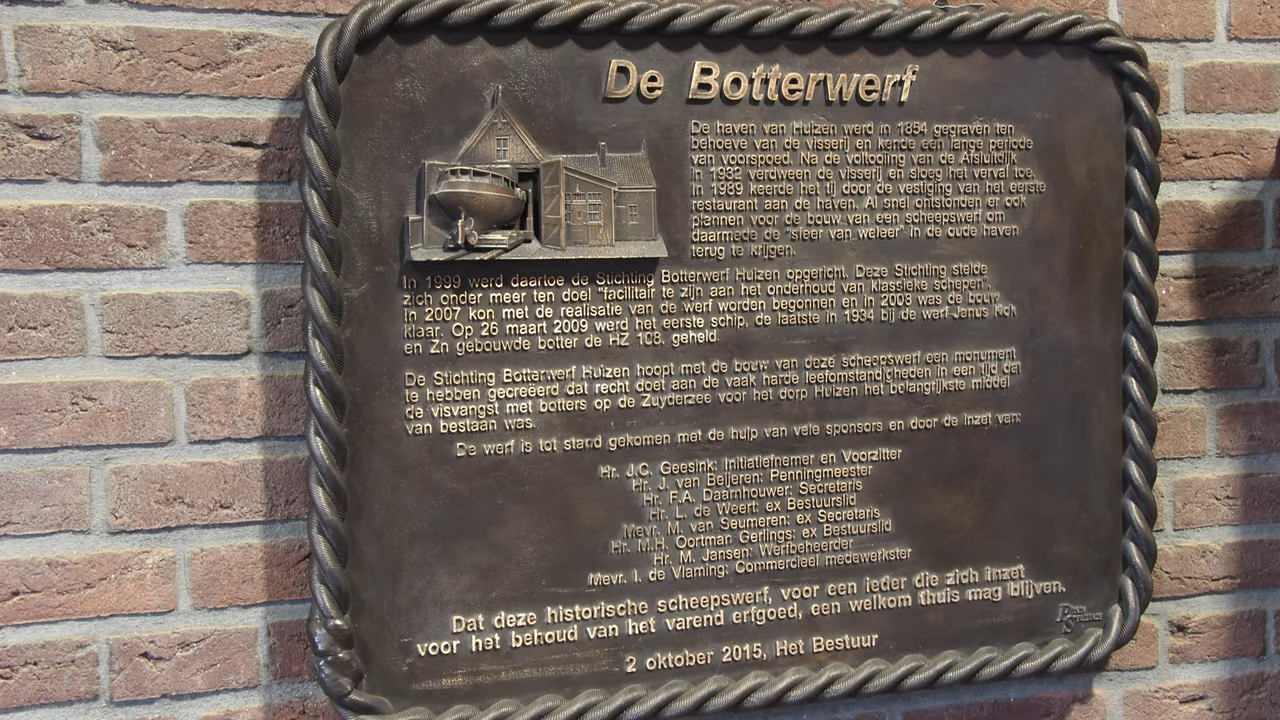 De Botterwerf
De haven van Huizen werd in 1854 gegraven ten
behoeve van de visserij en kende een lange periode
van voorspoed. Na de voltooiing van de Afsluitdijk
in 1932 verdween de visserij en sloeg het verval toe.
In 1989 keerde het tij door de vestiging van het eerste
restaurant aan de haven. Al snel ontstonden er ook
plannen voor de bouw van een scheepswerf om
daarmede de "sfeer van weleer" in de oude haven
terug te krijgen.
In 1999 werd daartoe de Stichting Botterwerf Huizen opgericht. Deze Stichting stelde
zich onder meer ten doel "facilitair te zijn aan het onderhoud van klassieke schepen".
In 2007 kon met de realisatie van de werf worden begonnen en in 2008 was de bouw
klaar. Op 26 maart 2009 werd het eerste schip, de laatste in 1934 bij de werf Janus Kok
en Zn gebouwde botter de HZ 108, geheld.
De Stichting Botterwerf Huizen hoopt met de bouw van deze scheepswerf een monument
te hebben gecreëerd dat recht doet aan de vaak harde leefomstandigheden in een tijd dat
de visvangst met botters op de Zuyderzee voor het dorp Huizen het belangrijkste middel
van bestaan was.
De werf is tot stand gekomen met de hulp van vele sponsors en door de inzet van:
Hr. J.C. Geesink: Initiatiefnemer en Voorzitter
Hr. J. van Beijeren: Penningmeester
Hr. F.A. Daarnhouwer: Secretaris
Hr. L. de Weert: ex Bestuurslid
Mevr. M. van Seumeren: ex Secretaris
Hr. M.H. Oortman Gerlings: ex Bestuurslid
Hr. M. Jansen: Werfbeheerder
Mevr. I. de Vlaming: Commercieel medewerkster
Dat deze historische scheepswerf, voor een ieder die zich inzet
voor het behoud van het varend erfgoed, een welkom thuis mag blijven.
2 oktober 2015, Het Bestuur